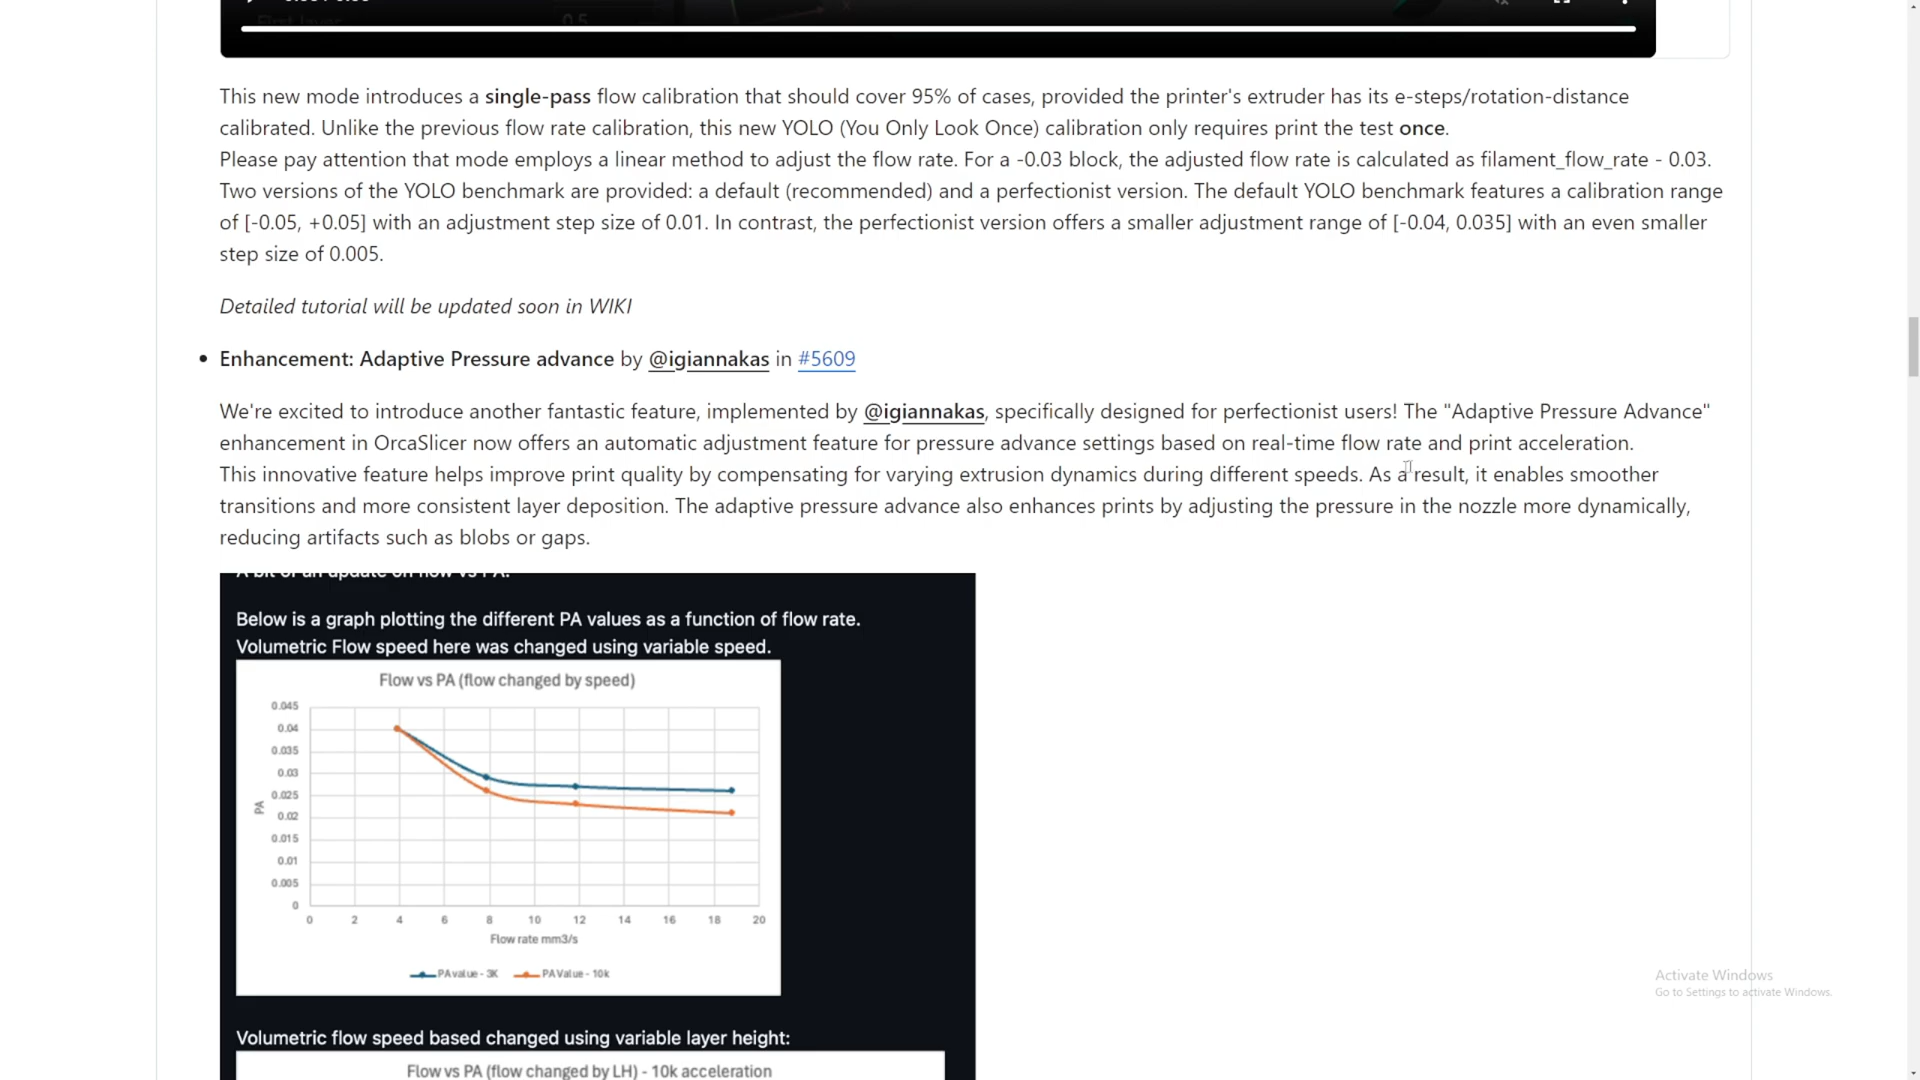 This new mode introduces a single-pass flow calibration that should cover 95% of cases, provided the printer's extruder has its e-steps/rotation-distance
calibrated. Unlike the previous flow rate calibration, this new YOLO (You Only Look Once) calibration only requires print the test once.
Please pay attention that mode employs a linear method to adjust the flow rate. For a -0.03 block, the adjusted flow rate is calculated as filament_flow_rate - 0.03.
Two versions of the YOLO benchmark are provided: a default (recommended) and a perfectionist version. The default YOLO benchmark features a calibration range
of [-0.05, +0.05] with an adjustment step size of 0.01. In contrast, the perfectionist version offers a smaller adjustment range of [-0.04, 0.035] with an even smaller
step size of 0.005.
Detailed tutorial will be updated soon in WIKI
• Enhancement: Adaptive Pressure advance by @igiannakas in #5609
We're excited to introduce another fantastic feature, implemented by @igiannakas, specifically designed for perfectionist users! The "Adaptive Pressure Advance"
enhancement in OrcaSlicer now offers an automatic adjustment feature for pressure advance settings based on real-time flow rate and print acceleration.
This innovative feature helps improve print quality by compensating for varying extrusion dynamics during different speeds. As a result, it enables smoother
transitions and more consistent layer deposition. The adaptive pressure advance also enhances prints by adjusting the pressure in the nozzle more dynamically,
reducing artifacts such as blobs or gaps.
A bit of an update on flow vs PA.
Below is a graph plotting the different PA values as a function of flow rate.
Volumetric Flow speed here was changed using variable speed.
Flow vs PA (flow changed by speed)
0.045
0.04
0.035
0.03
0.025
0.02
0.015
0.01
0.005
0
PA
0 2 4 6 8 10 12 14 16 18 20
Flow rate mm3/s
PA value - 3K PA Value - 10k
Activate Windows
Go to Settings to activate Windows.
Volumetric flow speed based changed using variable layer height:
Flow vs PA (flow changed by LH) - 10k acceleration